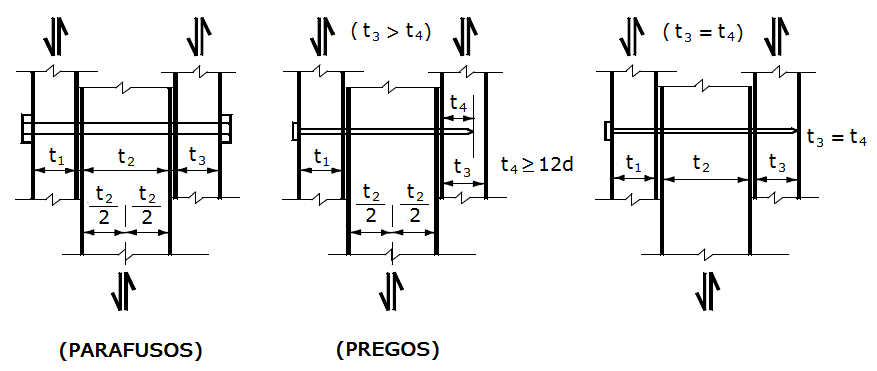 ( t3 > t4)
( t3 = t4)
t4
t3 = t4
t1 t2 t3
t1 t3 t4 ≥ 12d
t1 t2 t3
t2/2 t2/2
t2/2 t2/2
(PARAFUSOS)
(PREGOS)